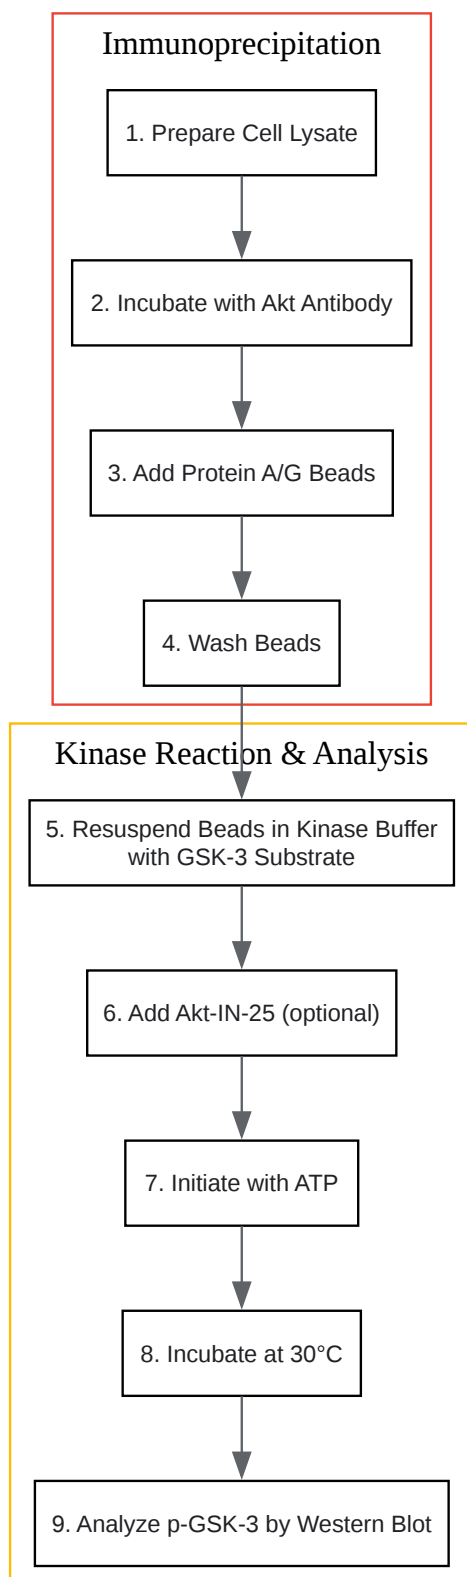 Immunoprecipitation
1. Prepare Cell Lysate
2. Incubate with Akt Antibody
3. Add Protein A/G Beads
4. Wash Beads
Kinase Reaction & Analysis
5. Resuspend Beads in Kinase Buffer
with GSK-3 Substrate
6. Add Akt-IN-25 (optional)
7. Initiate with ATP
8. Incubate at 30°C
9. Analyze p-GSK-3 by Western Blot